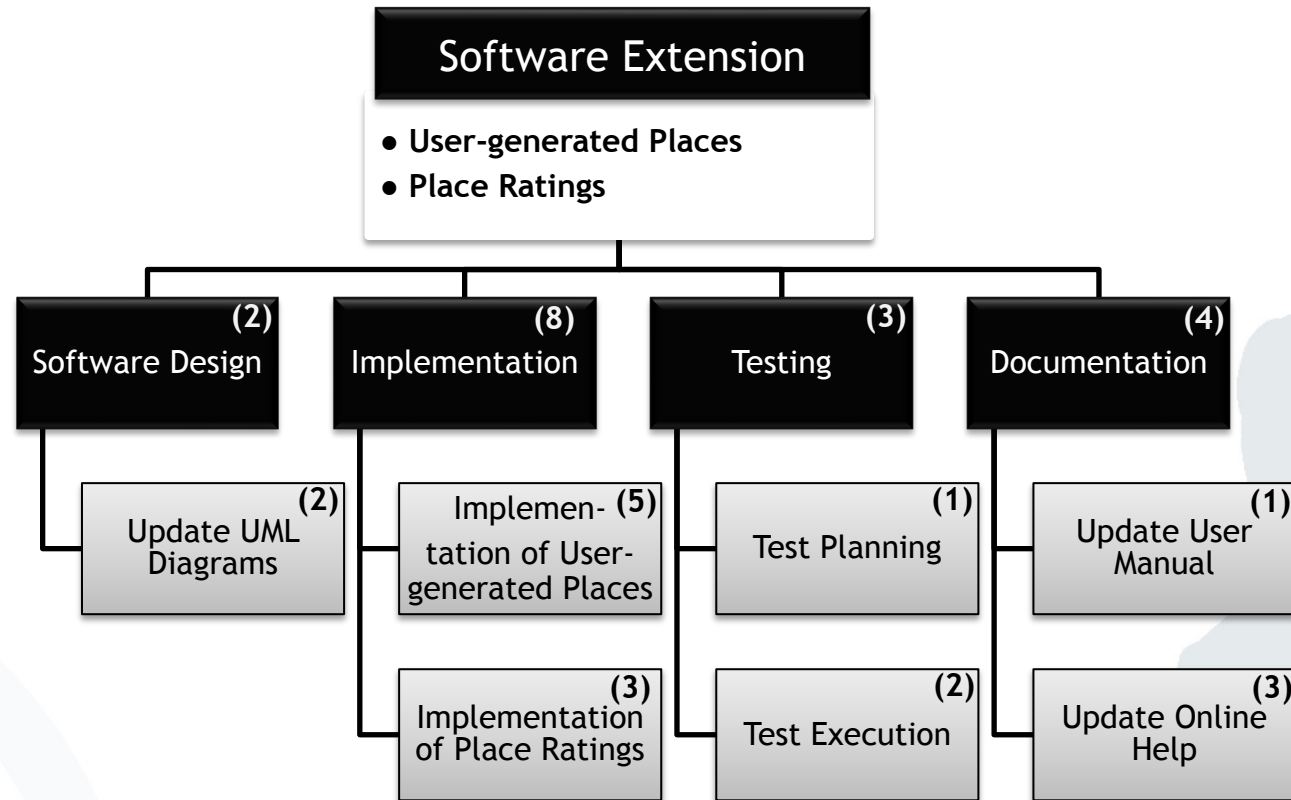 Software Extension
● User-generated Places
● Place Ratings
(2)
Software Design
(8)
Implementation
(3)
Testing
(4)
Documentation
(2)
Update UML
Diagrams
Implemen- (5)
tation of User-
generated Places
(1)
Test Planning
(1)
Update User
Manual
(3)
Implementation
of Place Ratings
(2)
Test Execution
(3)
Update Online
Help